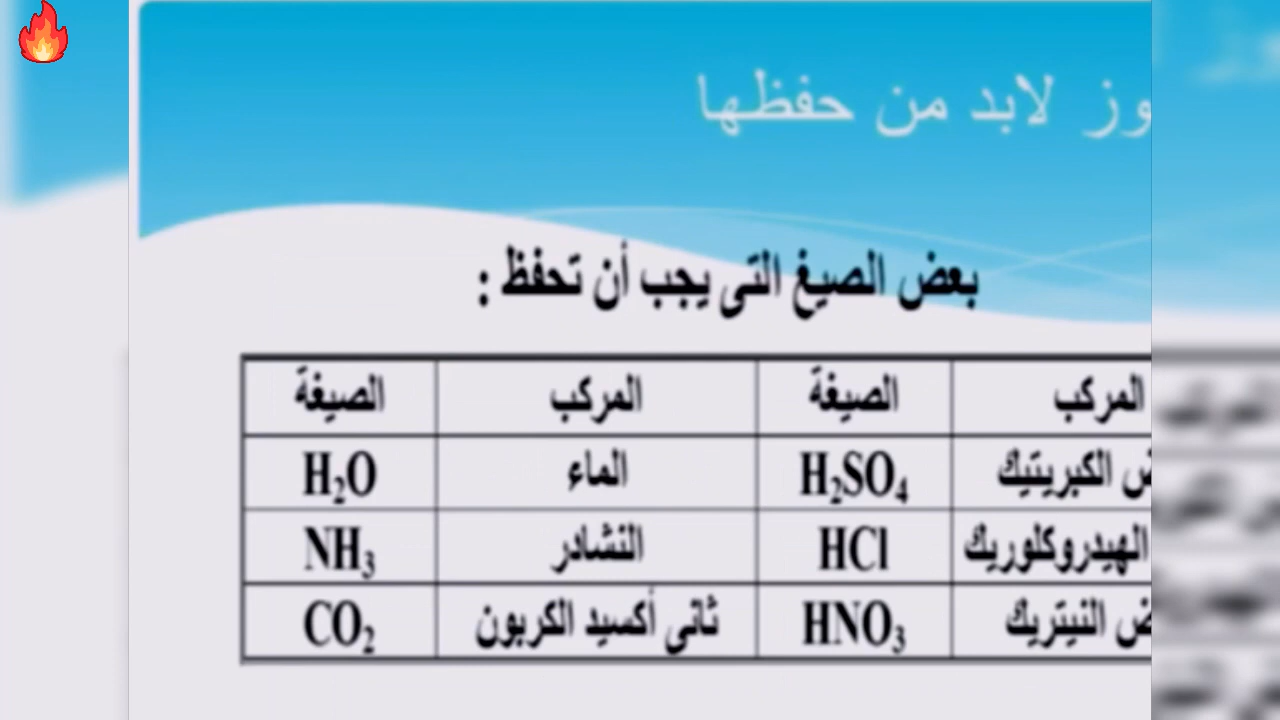 وز لابد من حفظها
بعض الصيغ التى يجب أن تحفظ :
المركب الصيغة المركب الصيغة
ض الكبريتيك H₂SO₄ الماء H₂O
الهيدروكلوريك HCl النشادر NH₃
ض النيتريك HNO₃ ثانى أكسيد الكربون CO₂